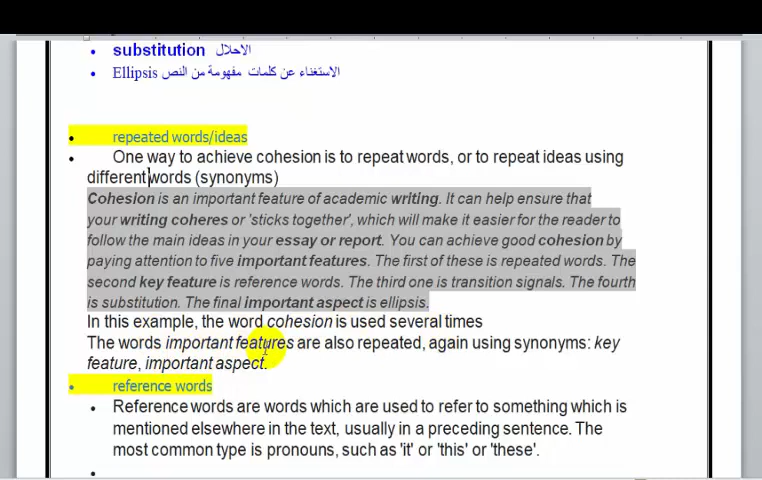 • substitution الاحلال
• Ellipsis الاستغناء عن كلمات مفهومة من النص
• repeated words/ideas
• One way to achieve cohesion is to repeat words, or to repeat ideas using
different words (synonyms)
Cohesion is an important feature of academic writing. It can help ensure that
your writing coheres or 'sticks together', which will make it easier for the reader to
follow the main ideas in your essay or report. You can achieve good cohesion by
paying attention to five important features. The first of these is repeated words. The
second key feature is reference words. The third one is transition signals. The fourth
is substitution. The final important aspect is ellipsis.
In this example, the word cohesion is used several times
The words important features are also repeated, again using synonyms: key
feature, important aspect.
• reference words
• Reference words are words which are used to refer to something which is
mentioned elsewhere in the text, usually in a preceding sentence. The
most common type is pronouns, such as 'it' or 'this' or 'these'.
•